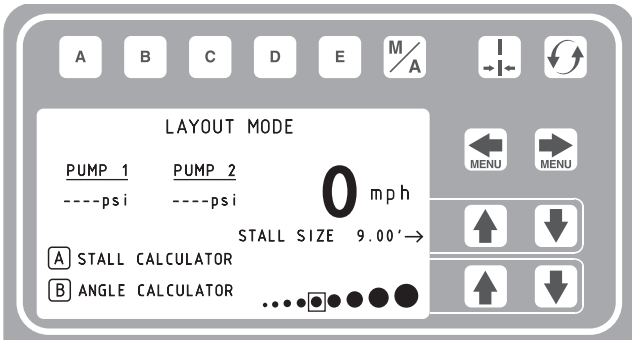 A B C D E M/A
MENU MENU
LAYOUT MODE
PUMP 1 PUMP 2
----psi ----psi
0 mph
STALL SIZE 9.00'→
A STALL CALCULATOR
B ANGLE CALCULATOR